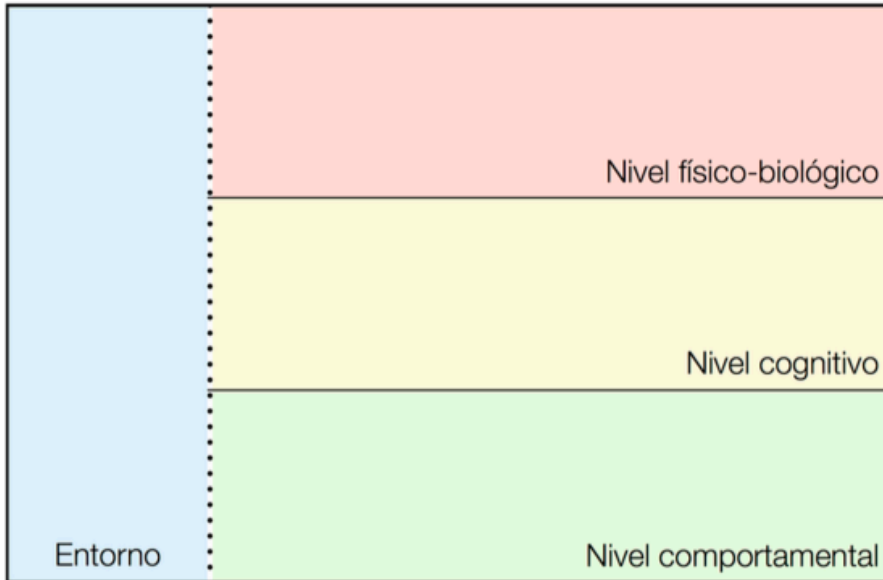 Nivel físico-biológico
Nivel cognitivo
Entorno
Nivel comportamental